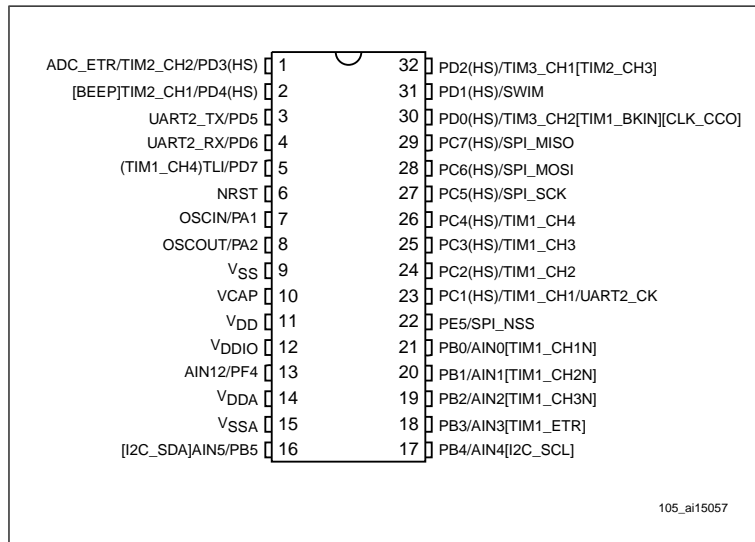 ADC_ETR/TIM2_CH2/PD3(HS) 1 32 PD2(HS)/TIM3_CH1[TIM2_CH3]
[BEEP]TIM2_CH1/PD4(HS) 2 31 PD1(HS)/SWIM
UART2_TX/PD5 3 30 PD0(HS)/TIM3_CH2[TIM1_BKIN][CLK_CCO]
UART2_RX/PD6 4 29 PC7(HS)/SPI_MISO
(TIM1_CH4)TLI/PD7 5 28 PC6(HS)/SPI_MOSI
NRST 6 27 PC5(HS)/SPI_SCK
OSCIN/PA1 7 26 PC4(HS)/TIM1_CH4
OSCOUT/PA2 8 25 PC3(HS)/TIM1_CH3
VSS 9 24 PC2(HS)/TIM1_CH2
VCAP 10 23 PC1(HS)/TIM1_CH1/UART2_CK
VDD 11 22 PE5/SPI_NSS
VDDIO 12 21 PB0/AIN0[TIM1_CH1N]
AIN12/PF4 13 20 PB1/AIN1[TIM1_CH2N]
VDDA 14 19 PB2/AIN2[TIM1_CH3N]
VSSA 15 18 PB3/AIN3[TIM1_ETR]
[I2C_SDA]AIN5/PB5 16 17 PB4/AIN4[I2C_SCL]
105_ai15057